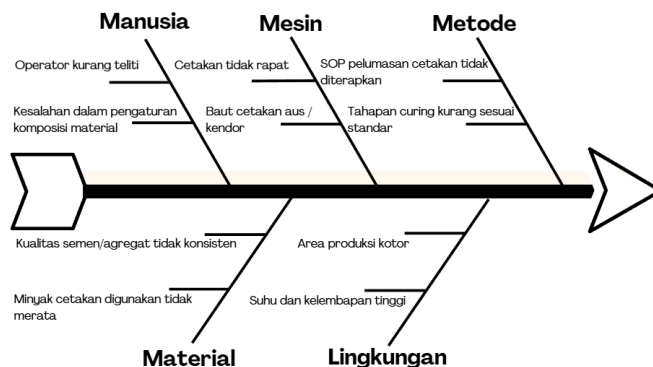 Manusia
Mesin
Metode
Operator kurang teliti
Cetakan tidak rapat
SOP pelumasan cetakan tidak
diterapkan
Kesalahan dalam pengaturan
komposisi material
Baut cetakan aus /
kendor
Tahapan curing kurang sesuai
standar
Kualitas semen/agregat tidak konsisten
Area produksi kotor
Minyak cetakan digunakan tidak
merata
Suhu dan kelembapan tinggi
Material
Lingkungan